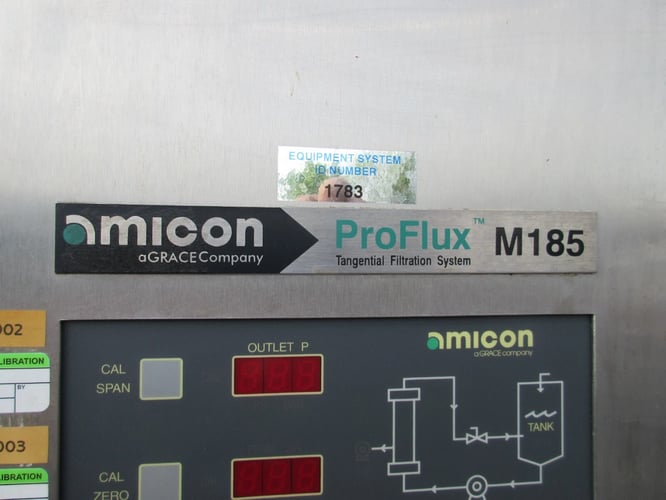 EQUIPMENT SYSTEM
ID NUMBER
1783
amicon
aGRACECompany
ProFlux™
Tangential Filtration System
M185
002
LIBRATION
BY
003
LIBRATION
CAL
SPAN
OUTLET P
CAL
ZERO
amicon
aGRACEcompany
TANK